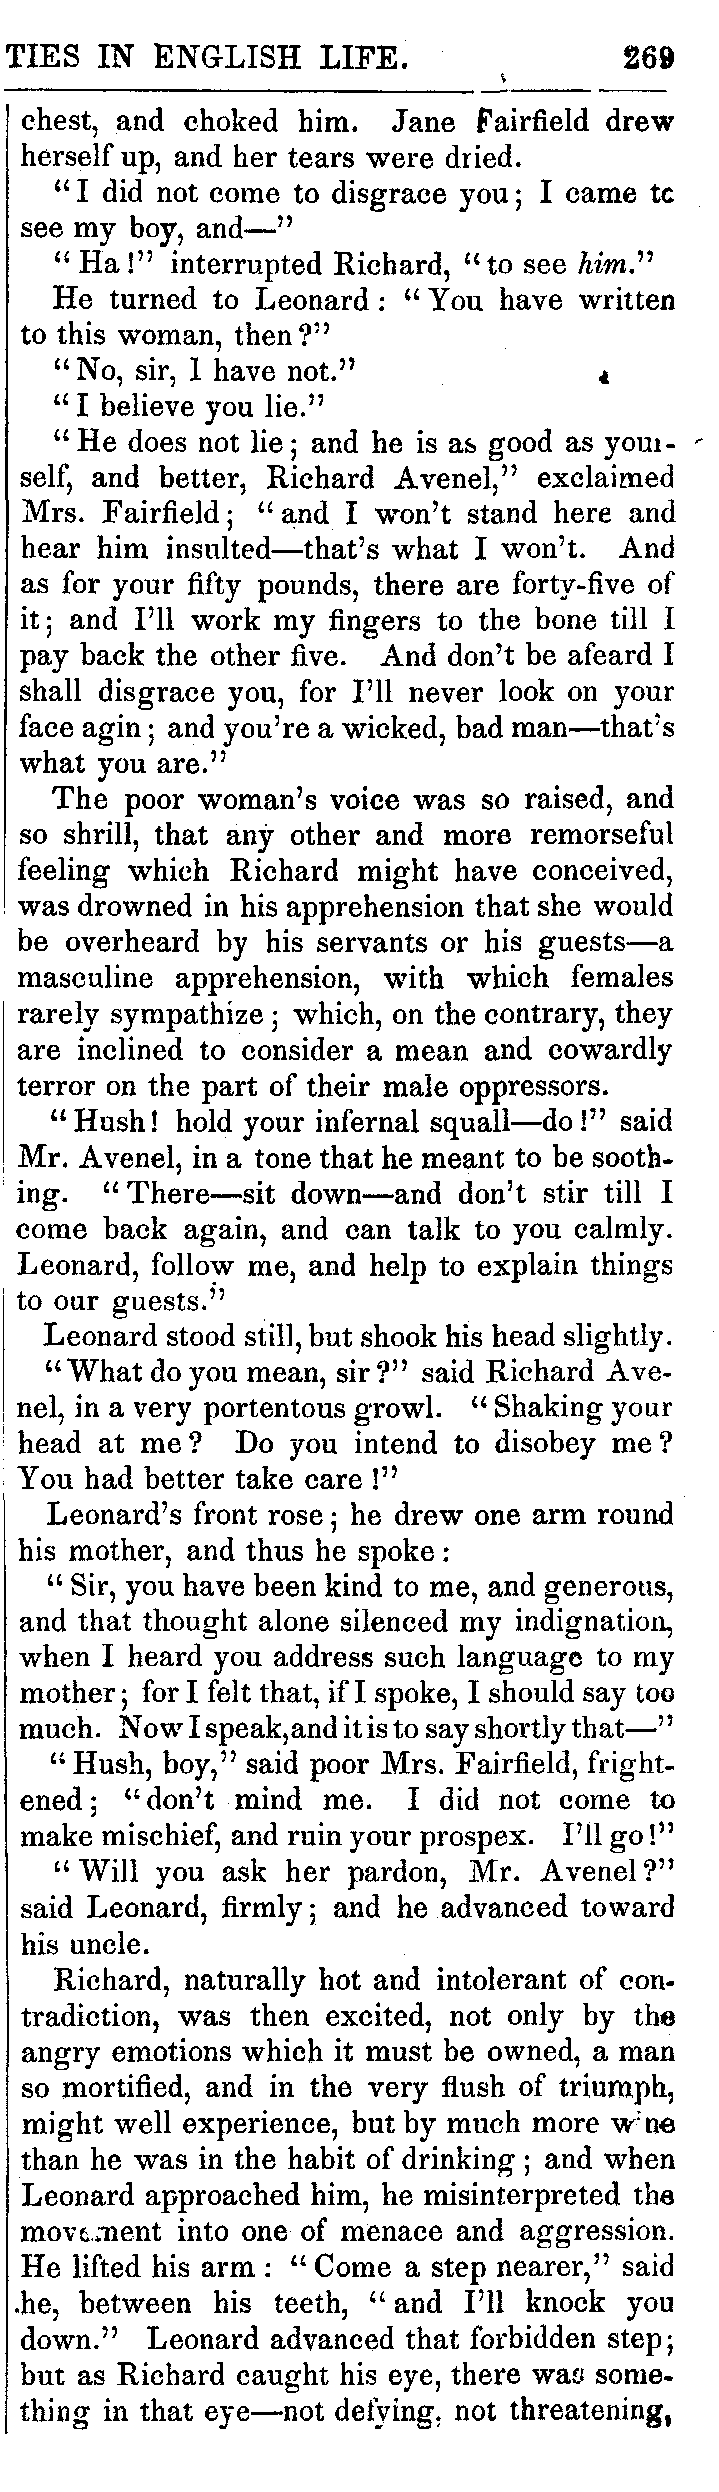 TIES IN ENGLISH LIFE. 269
chest, and choked him. Jane Fairfield drew
herself up, and her tears were dried.
"I did not come to disgrace you; I came to
see my boy, and—"
"Ha!" interrupted Richard, "to see him."
He turned to Leonard: "You have written
to this woman, then?"
"No, sir, I have not."
"I believe you lie."
"He does not lie; and he is as good as your-
self, and better, Richard Avenel," exclaimed
Mrs. Fairfield; "and I won't stand here and
hear him insulted—that's what I won't. And
as for your fifty pounds, there are forty-five of
it; and I'll work my fingers to the bone till I
pay back the other five. And don't be afeard I
shall disgrace you, for I'll never look on your
face agin; and you're a wicked, bad man—that's
what you are."
The poor woman's voice was so raised, and
so shrill, that any other and more remorseful
feeling which Richard might have conceived,
was drowned in his apprehension that she would
be overheard by his servants or his guests—a
masculine apprehension, with which females
rarely sympathize; which, on the contrary, they
are inclined to consider a mean and cowardly
terror on the part of their male oppressors.
"Hush! hold your infernal squall—do!" said
Mr. Avenel, in a tone that he meant to be sooth-
ing. "There—sit down—and don't stir till I
come back again, and can talk to you calmly.
Leonard, follow me, and help to explain things
to our guests."
Leonard stood still, but shook his head slightly.
"What do you mean, sir?" said Richard Ave-
nel, in a very portentous growl. "Shaking your
head at me? Do you intend to disobey me?
You had better take care!"
Leonard's front rose; he drew one arm round
his mother, and thus he spoke:
"Sir, you have been kind to me, and generous,
and that thought alone silenced my indignation,
when I heard you address such language to my
mother; for I felt that, if I spoke, I should say too
much. Now I speak, and it is to say shortly that—"
"Hush, boy," said poor Mrs. Fairfield, fright-
ened; "don't mind me. I did not come to
make mischief, and ruin your prospex. I'll go!"
"Will you ask her pardon, Mr. Avenel?"
said Leonard, firmly; and he advanced toward
his uncle.
Richard, naturally hot and intolerant of con-
tradiction, was then excited, not only by the
angry emotions which it must be owned, a man
so mortified, and in the very flush of triumph,
might well experience, but by much more wine
than he was in the habit of drinking; and when
Leonard approached him, he misinterpreted the
movement into one of menace and aggression.
He lifted his arm: "Come a step nearer," said
he, between his teeth, "and I'll knock you
down." Leonard advanced that forbidden step;
but as Richard caught his eye, there was some-
thing in that eye—not defying, not threatening,